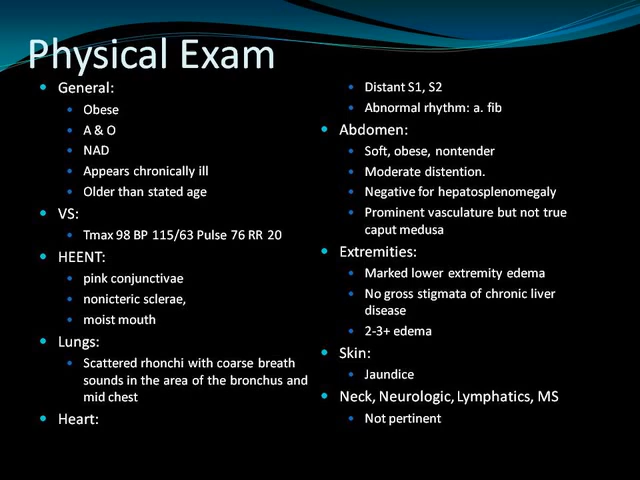 Physical Exam
General:
Obese
A & O
NAD
Appears chronically ill
Older than stated age
VS:
Tmax 98 BP 115/63 Pulse 76 RR 20
HEENT:
pink conjunctivae
nonicteric sclerae,
moist mouth
Lungs:
Scattered rhonchi with coarse breath
sounds in the area of the bronchus and
mid chest
Heart:
Distant S1, S2
Abnormal rhythm: a. fib
Abdomen:
Soft, obese, nontender
Moderate distention.
Negative for hepatosplenomegaly
Prominent vasculature but not true
caput medusa
Extremities:
Marked lower extremity edema
No gross stigmata of chronic liver
disease
2-3+ edema
Skin:
Jaundice
Neck, Neurologic, Lymphatics, MS
Not pertinent